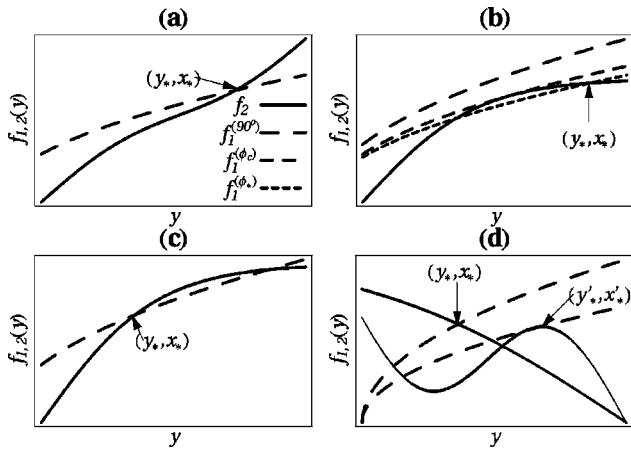 (a)
(b)
f1,2(y)
(y*,x*)
f2
f1(90°)
f1(ϕc)
f1(ϕ*)
y
f1,2(y)
(y*,x*)
y
(c)
(d)
f1,2(y)
(y*,x*)
y
f1,2(y)
(y*,x*)
(y'*,x'*)
y